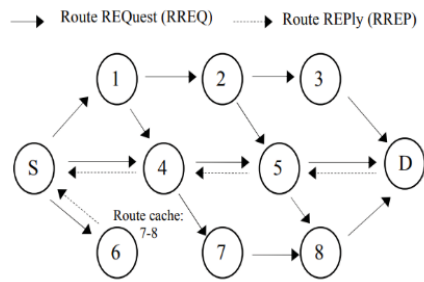 Route REQuest (RREQ)
Route REPly (RREP)
1
2
3
S
4
5
D
Route cache:
7-8
6
7
8